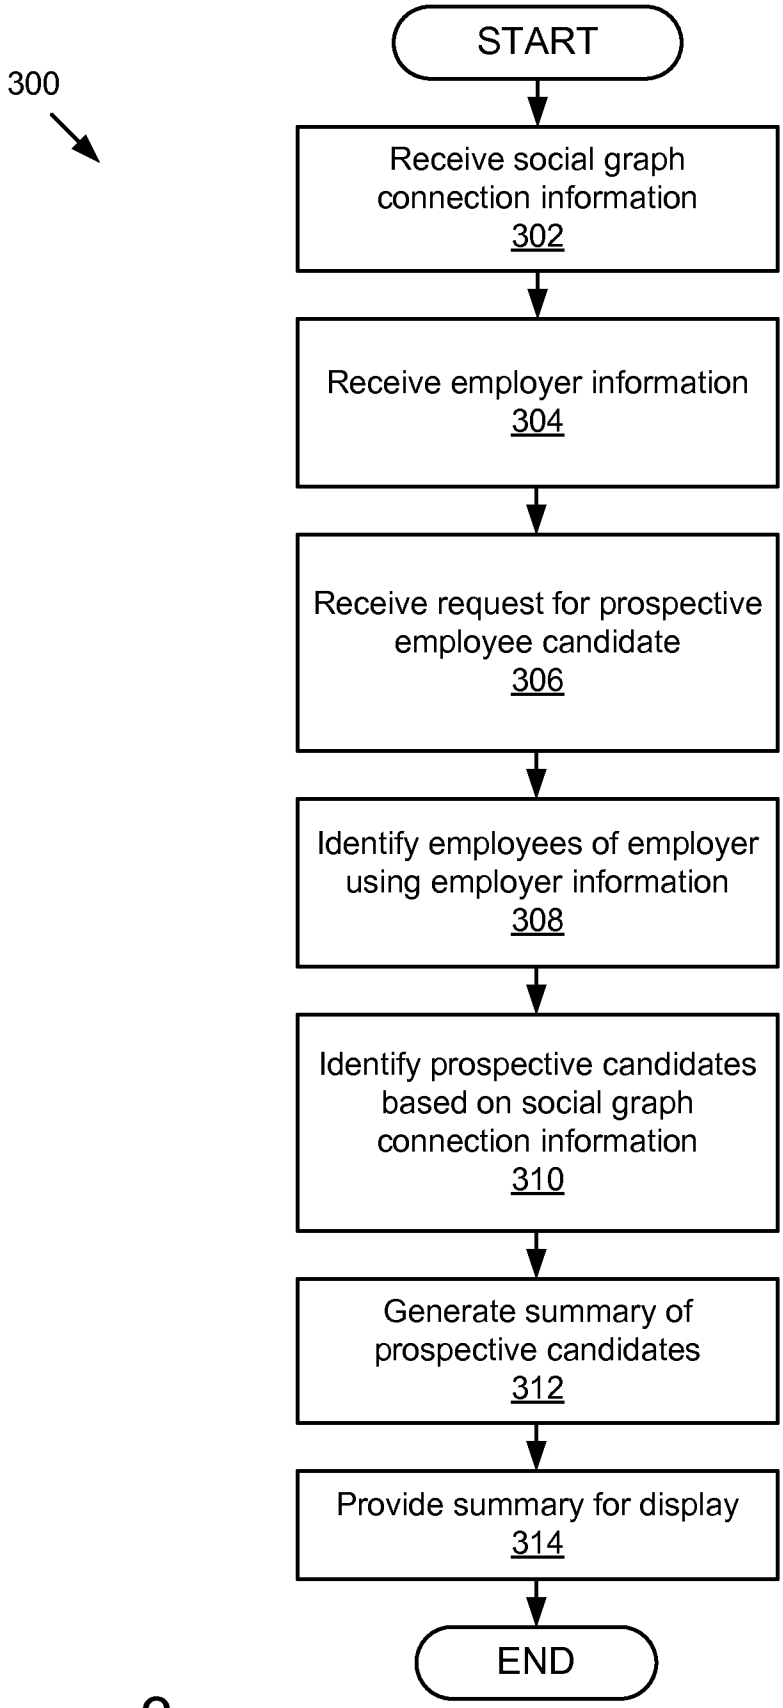 START
300
Receive social graph
connection information
302
Receive employer information
304
Receive request for prospective
employee candidate
306
Identify employees of employer
using employer information
308
Identify prospective candidates
based on social graph
connection information
310
Generate summary of
prospective candidates
312
Provide summary for display
314
END